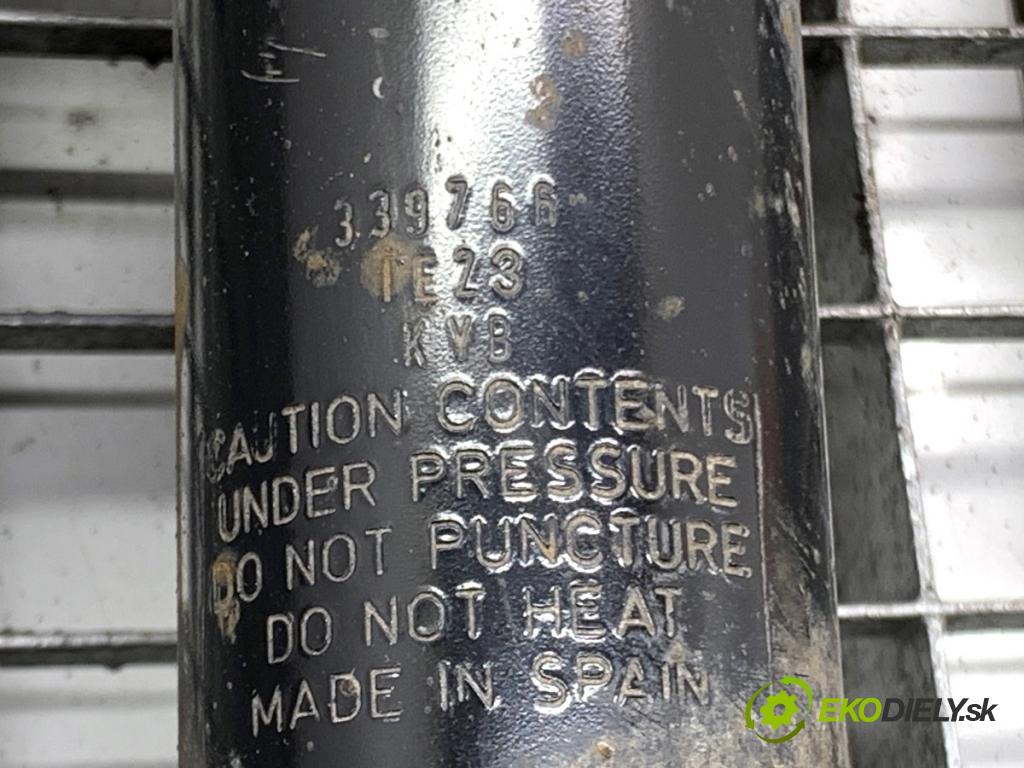 339766
1E23
KYB
CAUTION CONTENTS
UNDER PRESSURE
DO NOT PUNCTURE
DO NOT HEAT
MADE IN SPAIN
EKODIELY.sk